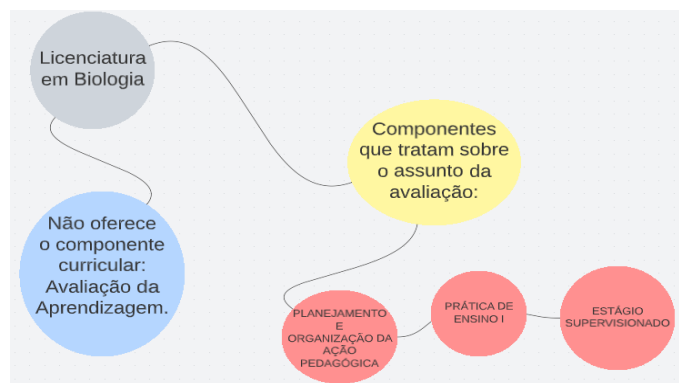 Licenciatura
em Biologia
Não oferece
o componente
curricular:
Avaliação da
Aprendizagem.
Componentes
que tratam sobre
o assunto da
avaliação:
PLANEJAMENTO
E
ORGANIZAÇÃO DA
AÇÃO
PEDAGÓGICA
PRÁTICA DE
ENSINO I
ESTÁGIO
SUPERVISIONADO